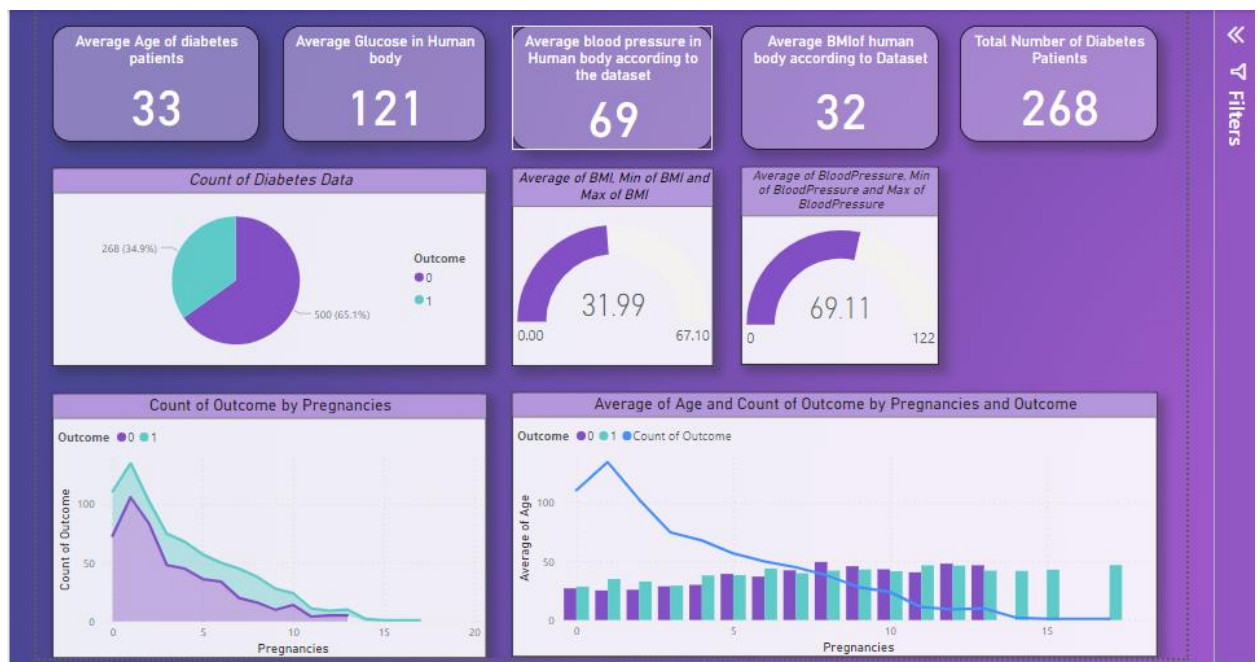 Average Age of diabetes
patients
33
Average Glucose in Human
body
121
Average blood pressure in
Human body according to
the dataset
69
Average BMIof human
body according to Dataset
32
Total Number of Diabetes
Patients
268
Filters
Count of Diabetes Data
268 (34.9%)
500 (65.1%)
Outcome
0
1
Average of BMI, Min of BMI and
Max of BMI
31.99
0.00
67.10
Average of BloodPressure, Min
of BloodPressure and Max of
BloodPressure
69.11
0
122
Count of Outcome by Pregnancies
Outcome 0 1
Count of Outcome
100
50
0
0 5 10 15 20
Pregnancies
Average of Age and Count of Outcome by Pregnancies and Outcome
Outcome 0 1 Count of Outcome
Average of Age
100
50
0
0 5 10 15
Pregnancies